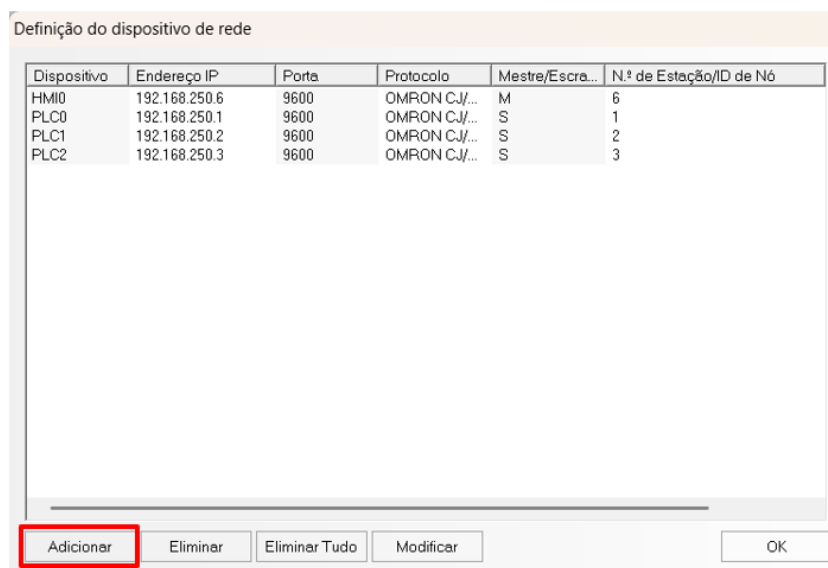 Definição do dispositivo de rede
Dispositivo Endereço IP Porta Protocolo Mestre/Escra... N.º de Estação/ID de Nó
HMI0 192.168.250.6 9600 OMRON CJ/... M 6
PLC0 192.168.250.1 9600 OMRON CJ/... S 1
PLC1 192.168.250.2 9600 OMRON CJ/... S 2
PLC2 192.168.250.3 9600 OMRON CJ/... S 3
Adicionar Eliminar Eliminar Tudo Modificar OK